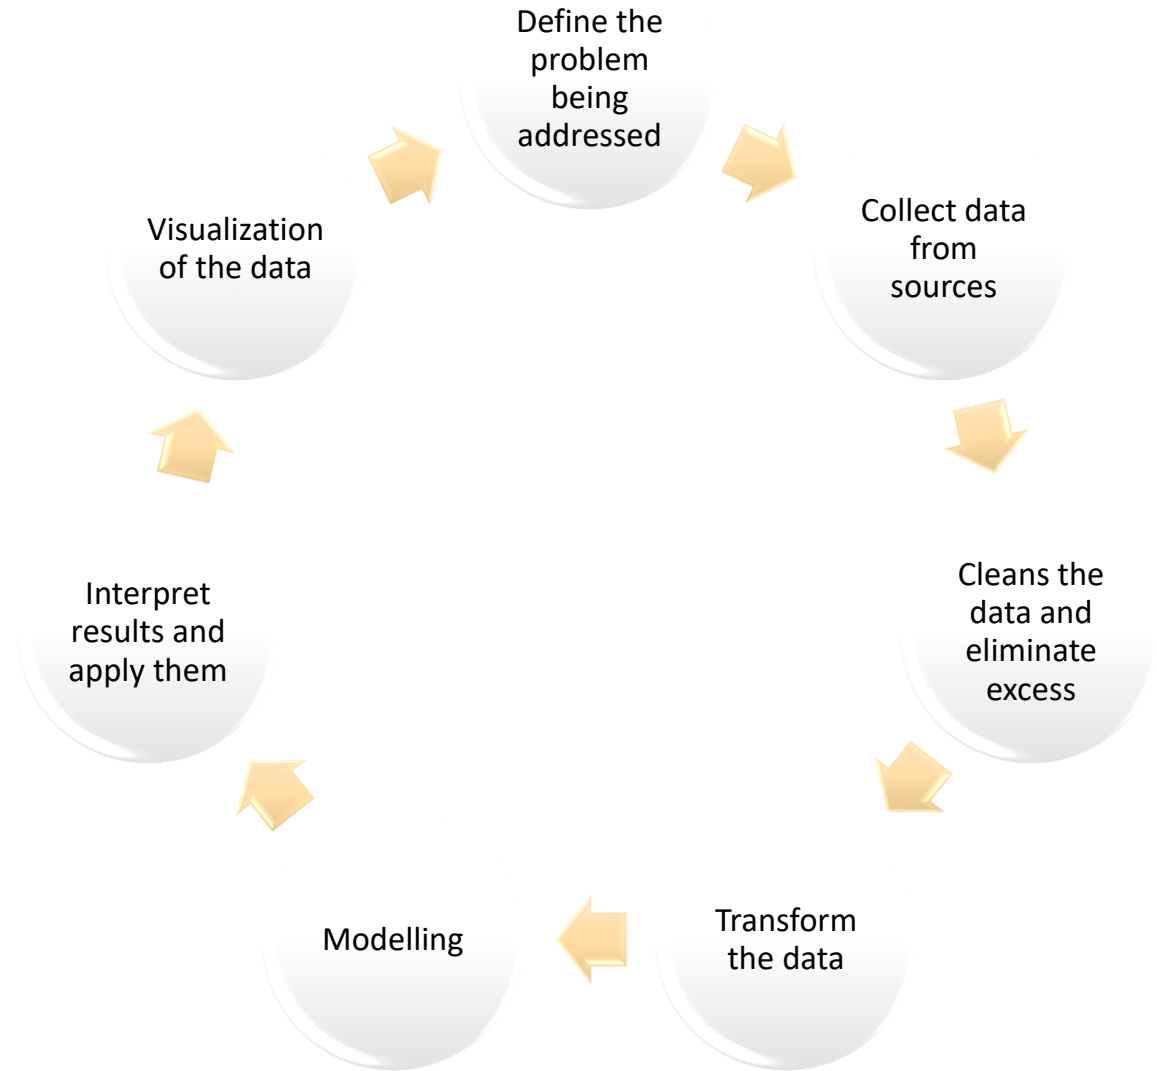 Define the
problem
being
addressed
Collect data
from
sources
Cleans the
data and
eliminate
excess
Transform
the data
Modelling
Interpret
results and
apply them
Visualization
of the data